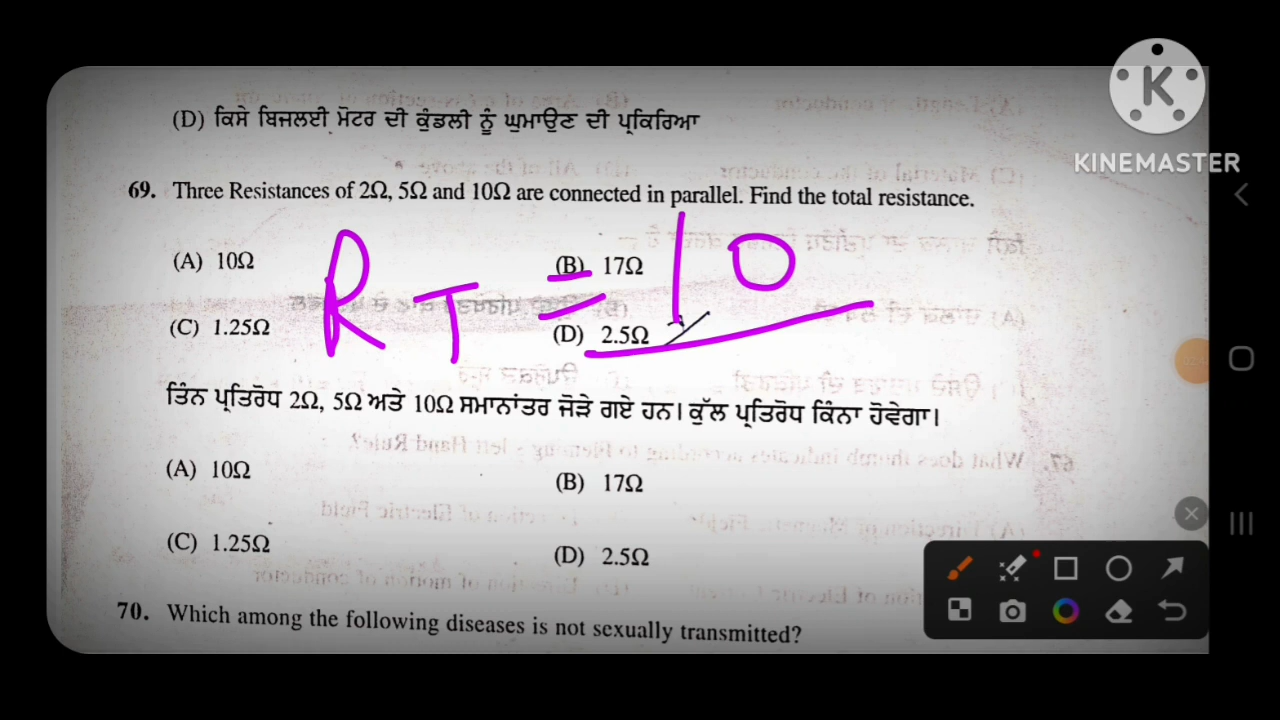 KINEMASTER
(D) ਕਿਸੇ ਬਿਜਲਈ ਮੋਟਰ ਦੀ ਕੁੰਡਲੀ ਨੂੰ ਘੁਮਾਉਣ ਦੀ ਪ੍ਰਕਿਰਿਆ
69. Three Resistances of 2Ω, 5Ω and 10Ω are connected in parallel. Find the total resistance.
(A) 10Ω (B) 17Ω
(C) 1.25Ω (D) 2.5Ω
RT = 10
ਤਿੰਨ ਪ੍ਰਤਿਰੋਧ 2Ω, 5Ω ਅਤੇ 10Ω ਸਮਾਨਾਂਤਰ ਜੋੜੇ ਗਏ ਹਨ। ਕੁੱਲ ਪ੍ਰਤਿਰੋਧ ਕਿੰਨਾ ਹੋਵੇਗਾ।
(A) 10Ω (B) 17Ω
(C) 1.25Ω (D) 2.5Ω
70. Which among the following diseases is not sexually transmitted?